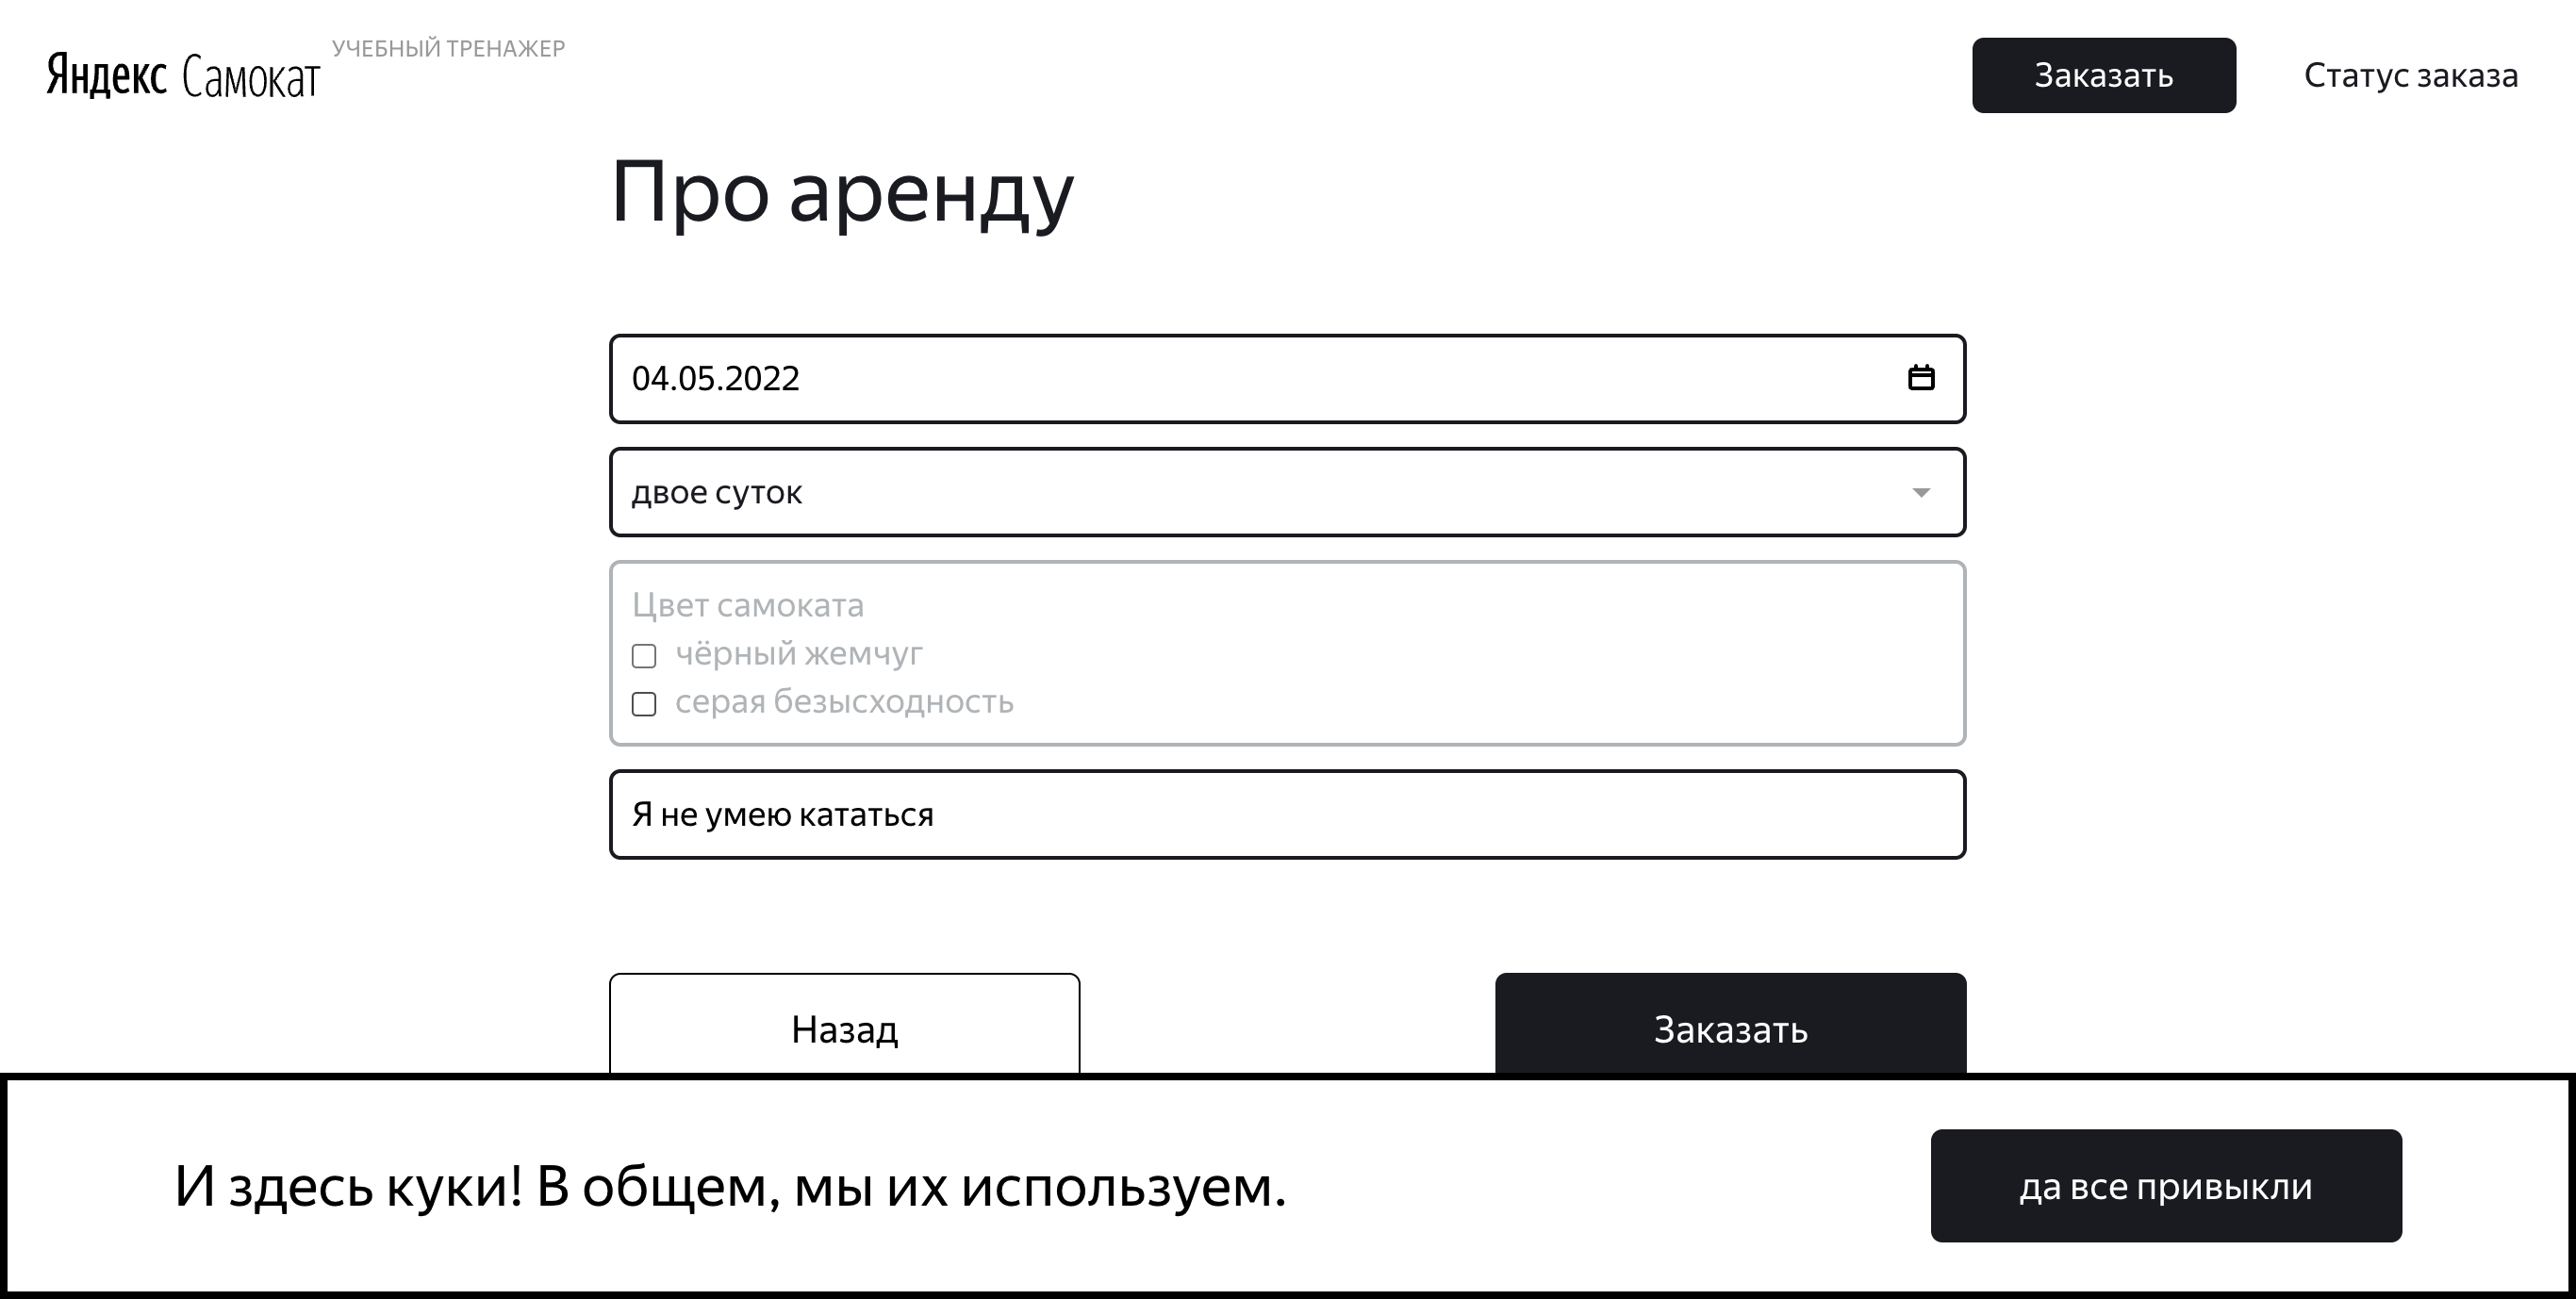 Яндекс Самокат
УЧЕБНЫЙ ТРЕНАЖЕР
Заказать
Статус заказа
Про аренду
04.05.2022
двое суток
Цвет самоката
чёрный жемчуг
серая безысходность
Я не умею кататься
Назад
Заказать
И здесь куки! В общем, мы их используем.
да все привыкли